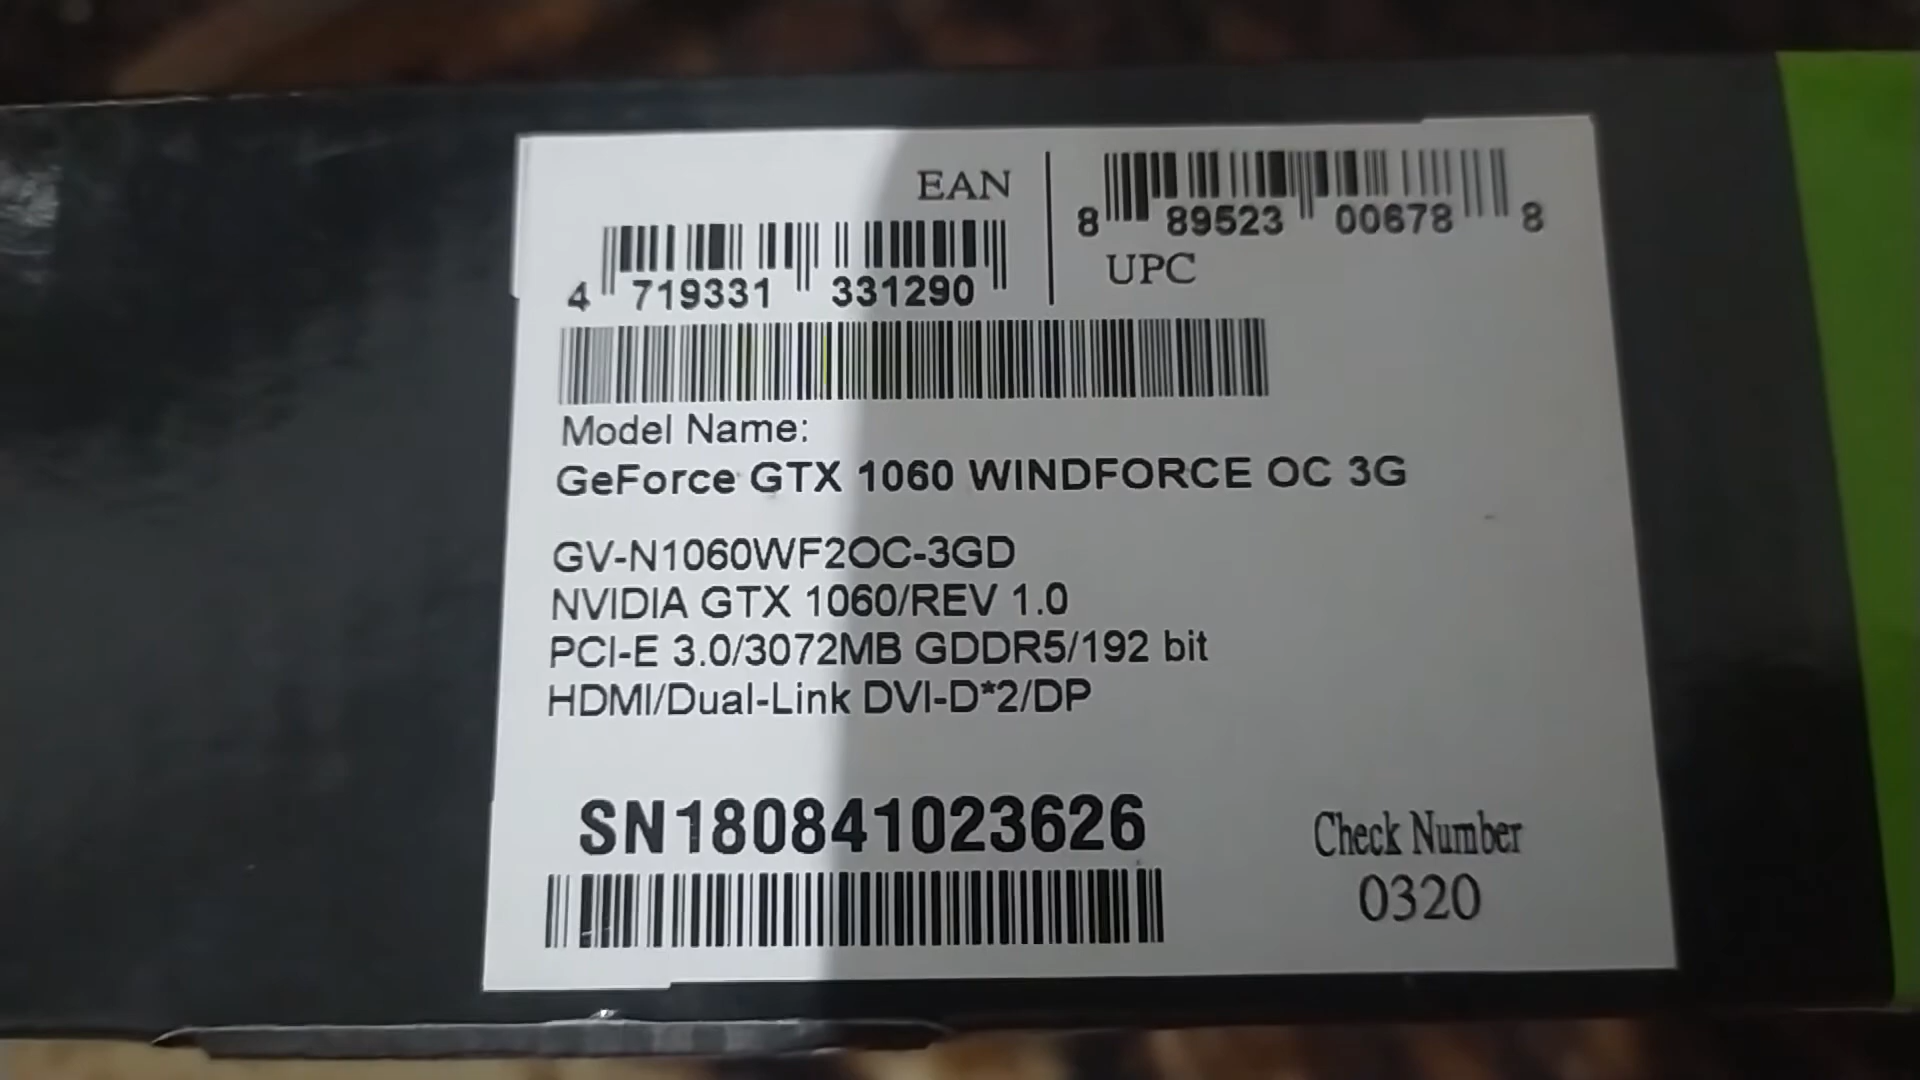 EAN
4 719331 331290
8 89523 00678 8
UPC
Model Name:
GeForce GTX 1060 WINDFORCE OC 3G
GV-N1060WF2OC-3GD
NVIDIA GTX 1060/REV 1.0
PCI-E 3.0/3072MB GDDR5/192 bit
HDMI/Dual-Link DVI-D*2/DP
SN180841023626
Check Number
0320